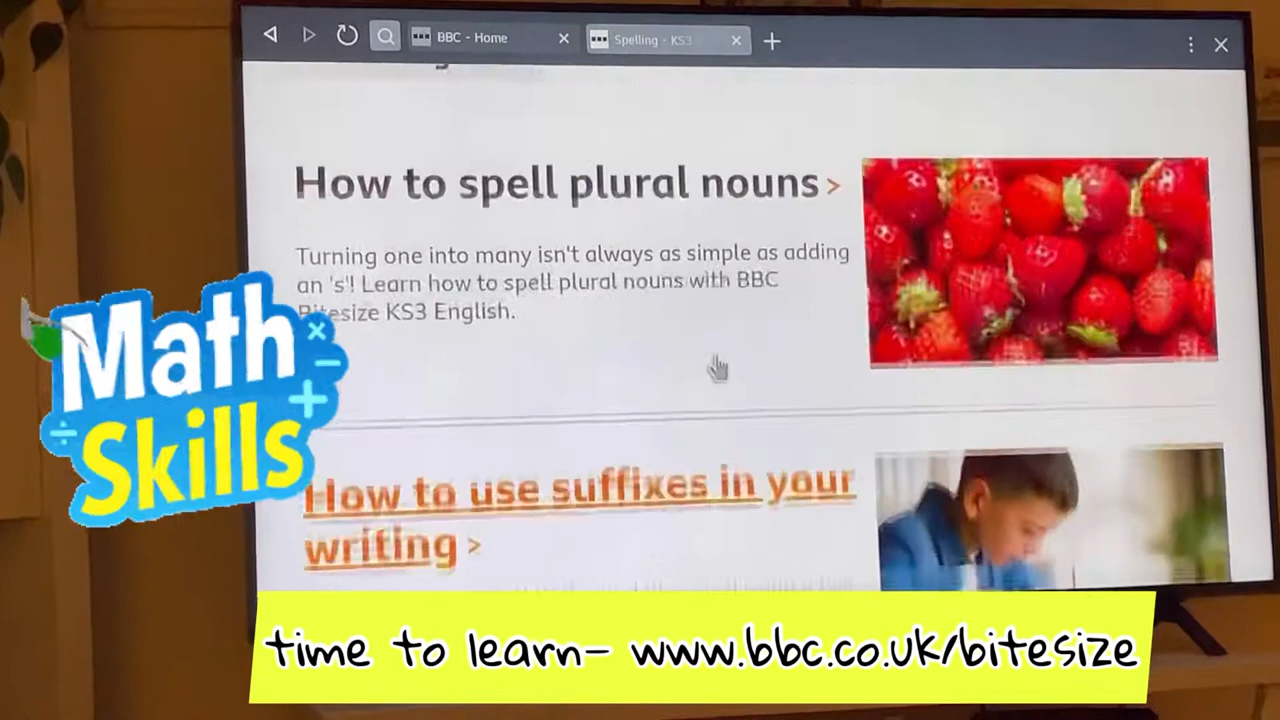 BBC - Home
Spelling - KS3
How to spell plural nouns >
Turning one into many isn't always as simple as adding
an 's'! Learn how to spell plural nouns with BBC
Bitesize KS3 English.
Math
Skills
How to use suffixes in your
writing >
time to learn- www.bbc.co.uk/bitesize